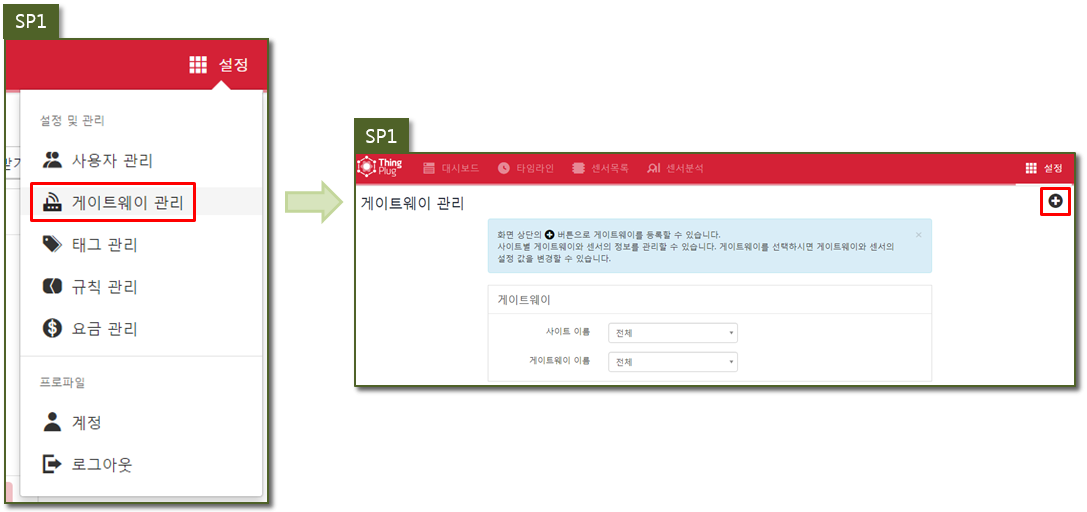 SP1
설정
설정 및 관리
사용자 관리
게이트웨이 관리
태그 관리
규칙 관리
요금 관리
프로파일
계정
로그아웃
SP1
Thing Plug 대시보드 타임라인 센서목록 센서분석 설정
게이트웨이 관리
화면 상단의 버튼으로 게이트웨이를 등록할 수 있습니다. ×
사이트별 게이트웨이와 센서의 정보를 관리할 수 있습니다. 게이트웨이를 선택하시면 게이트웨이와 센서의
설정 값을 변경할 수 있습니다.
게이트웨이
사이트 이름 전체
게이트웨이 이름 전체